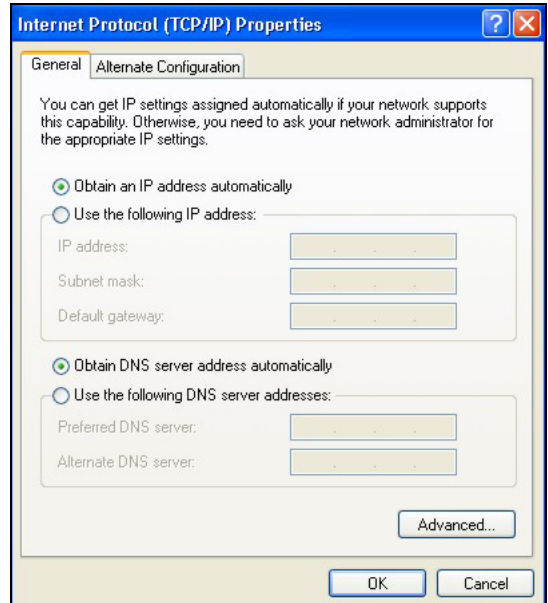 Internet Protocol (TCP/IP) Properties
General
Alternate Configuration
You can get IP settings assigned automatically if your network supports
this capability. Otherwise, you need to ask your network administrator for
the appropriate IP settings.
Obtain an IP address automatically
Use the following IP address:
IP address:
Subnet mask:
Default gateway:
Obtain DNS server address automatically
Use the following DNS server addresses:
Preferred DNS server:
Alternate DNS server:
Advanced...
OK
Cancel